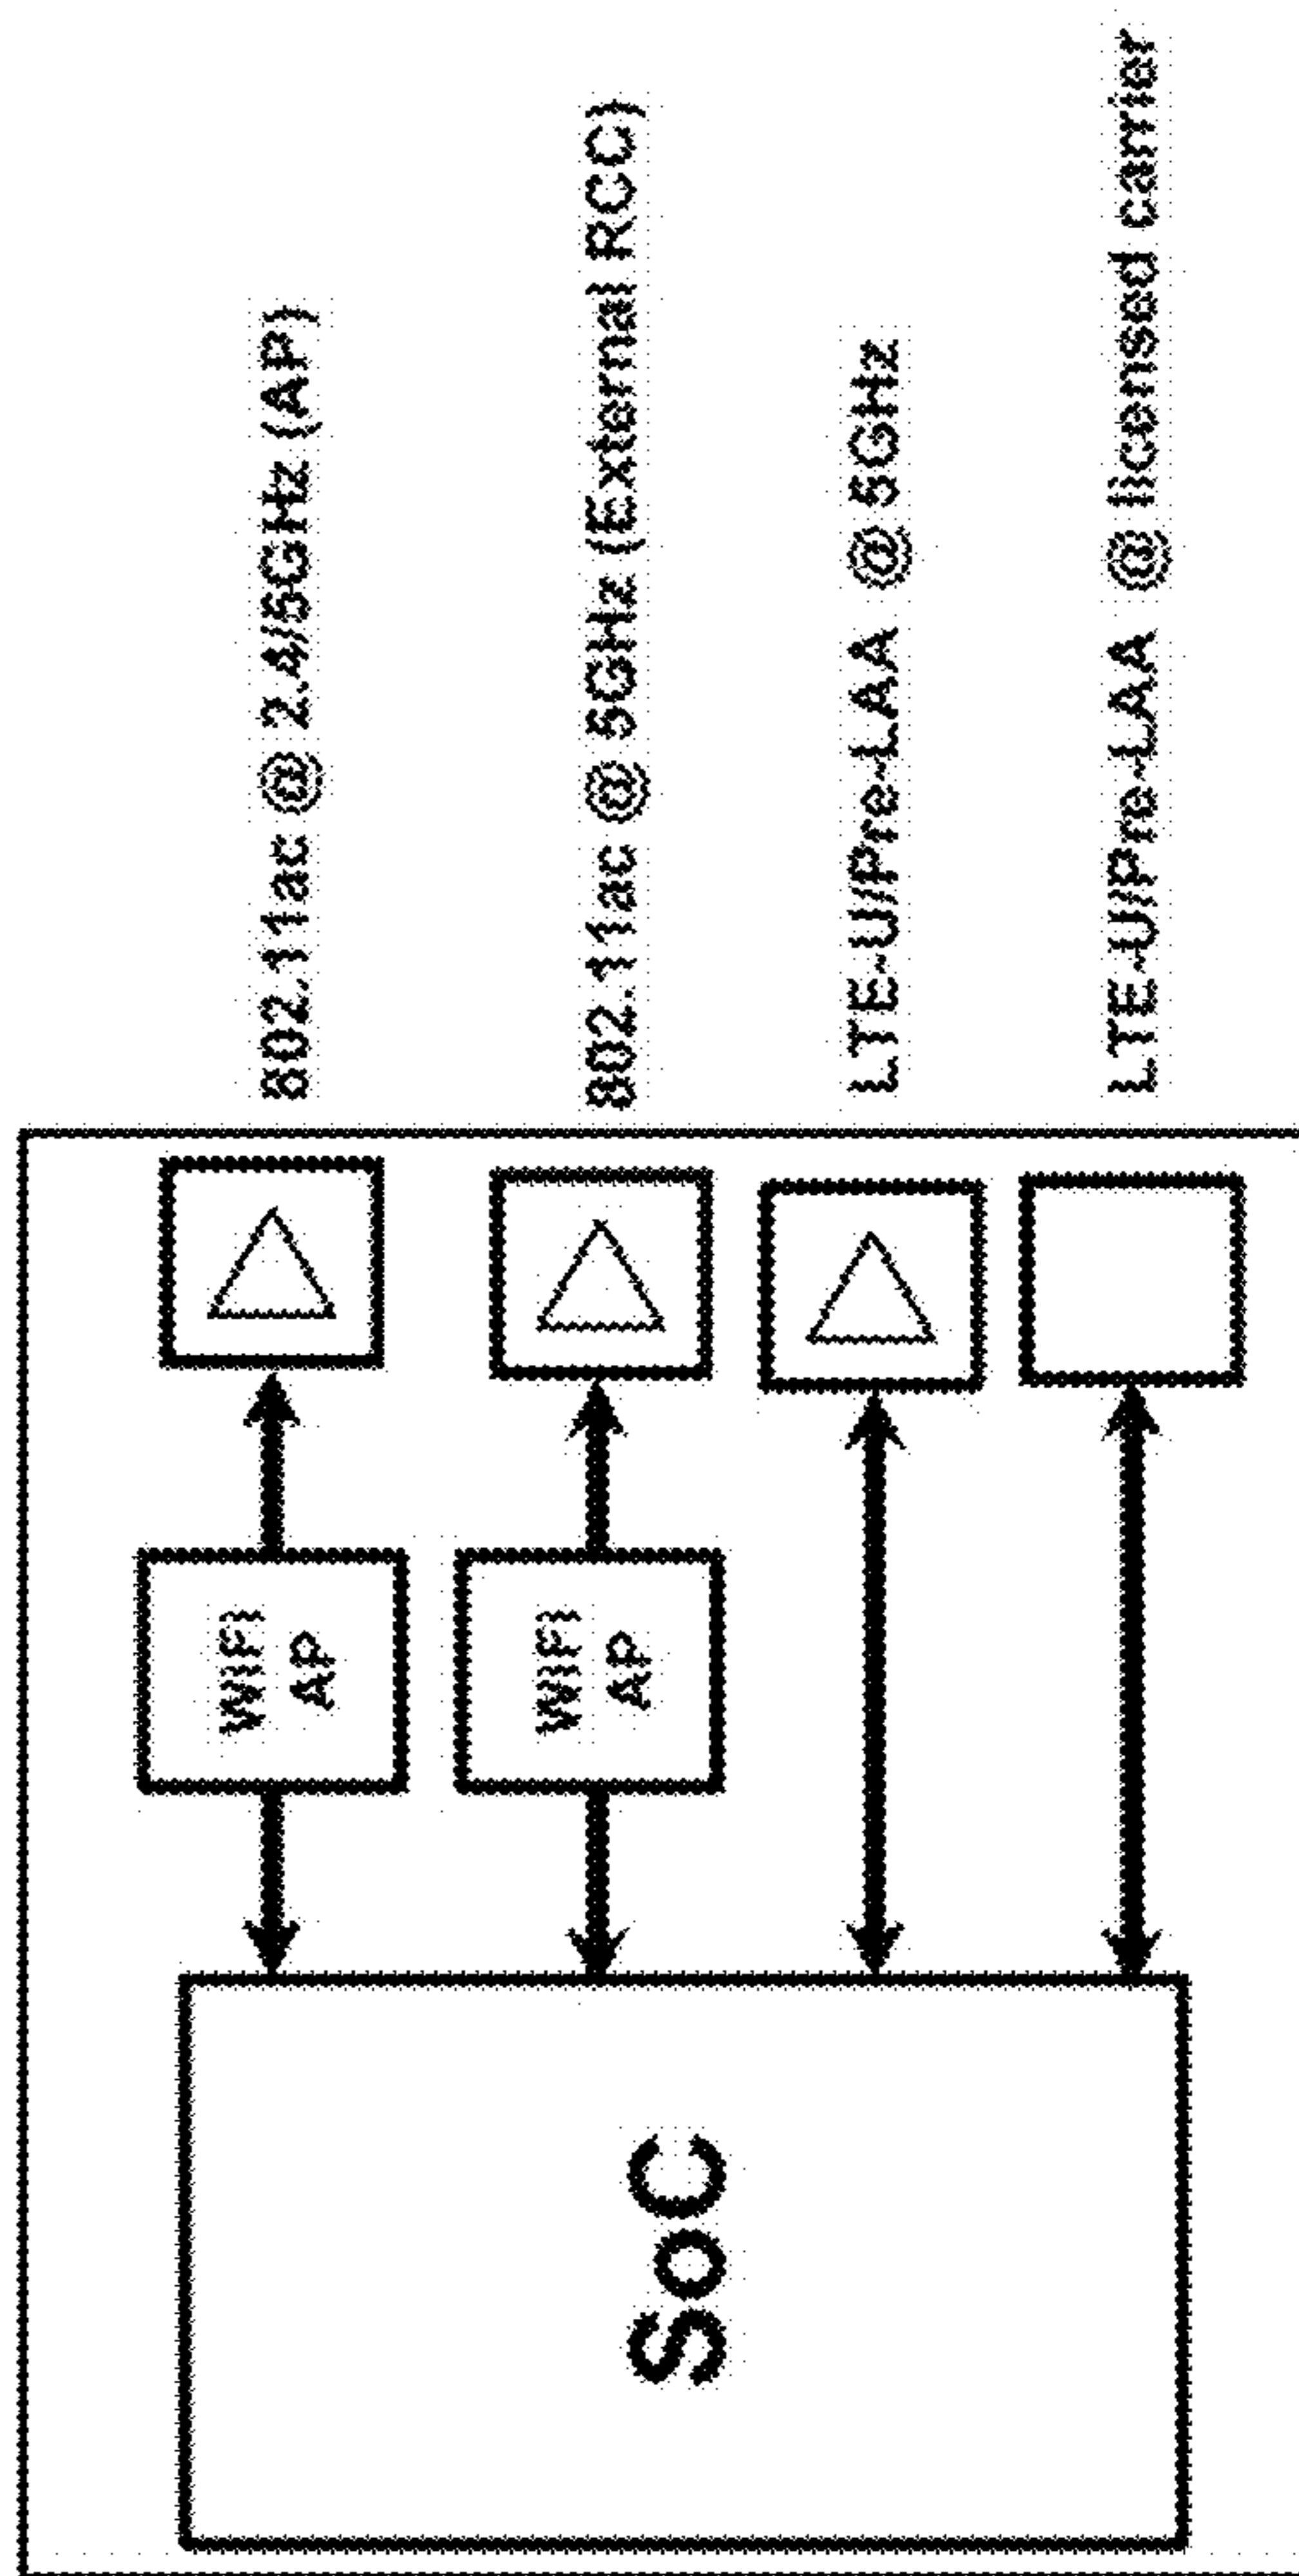 SoC
WiFi
AP
WiFi
AP
802.11ac @ 2.4/5GHz (AP)
802.11ac @ 5GHz (External RCC)
LTE-U/Pre-LAA @ 5GHz
LTE-U/Pre-LAA @ licensed carrier